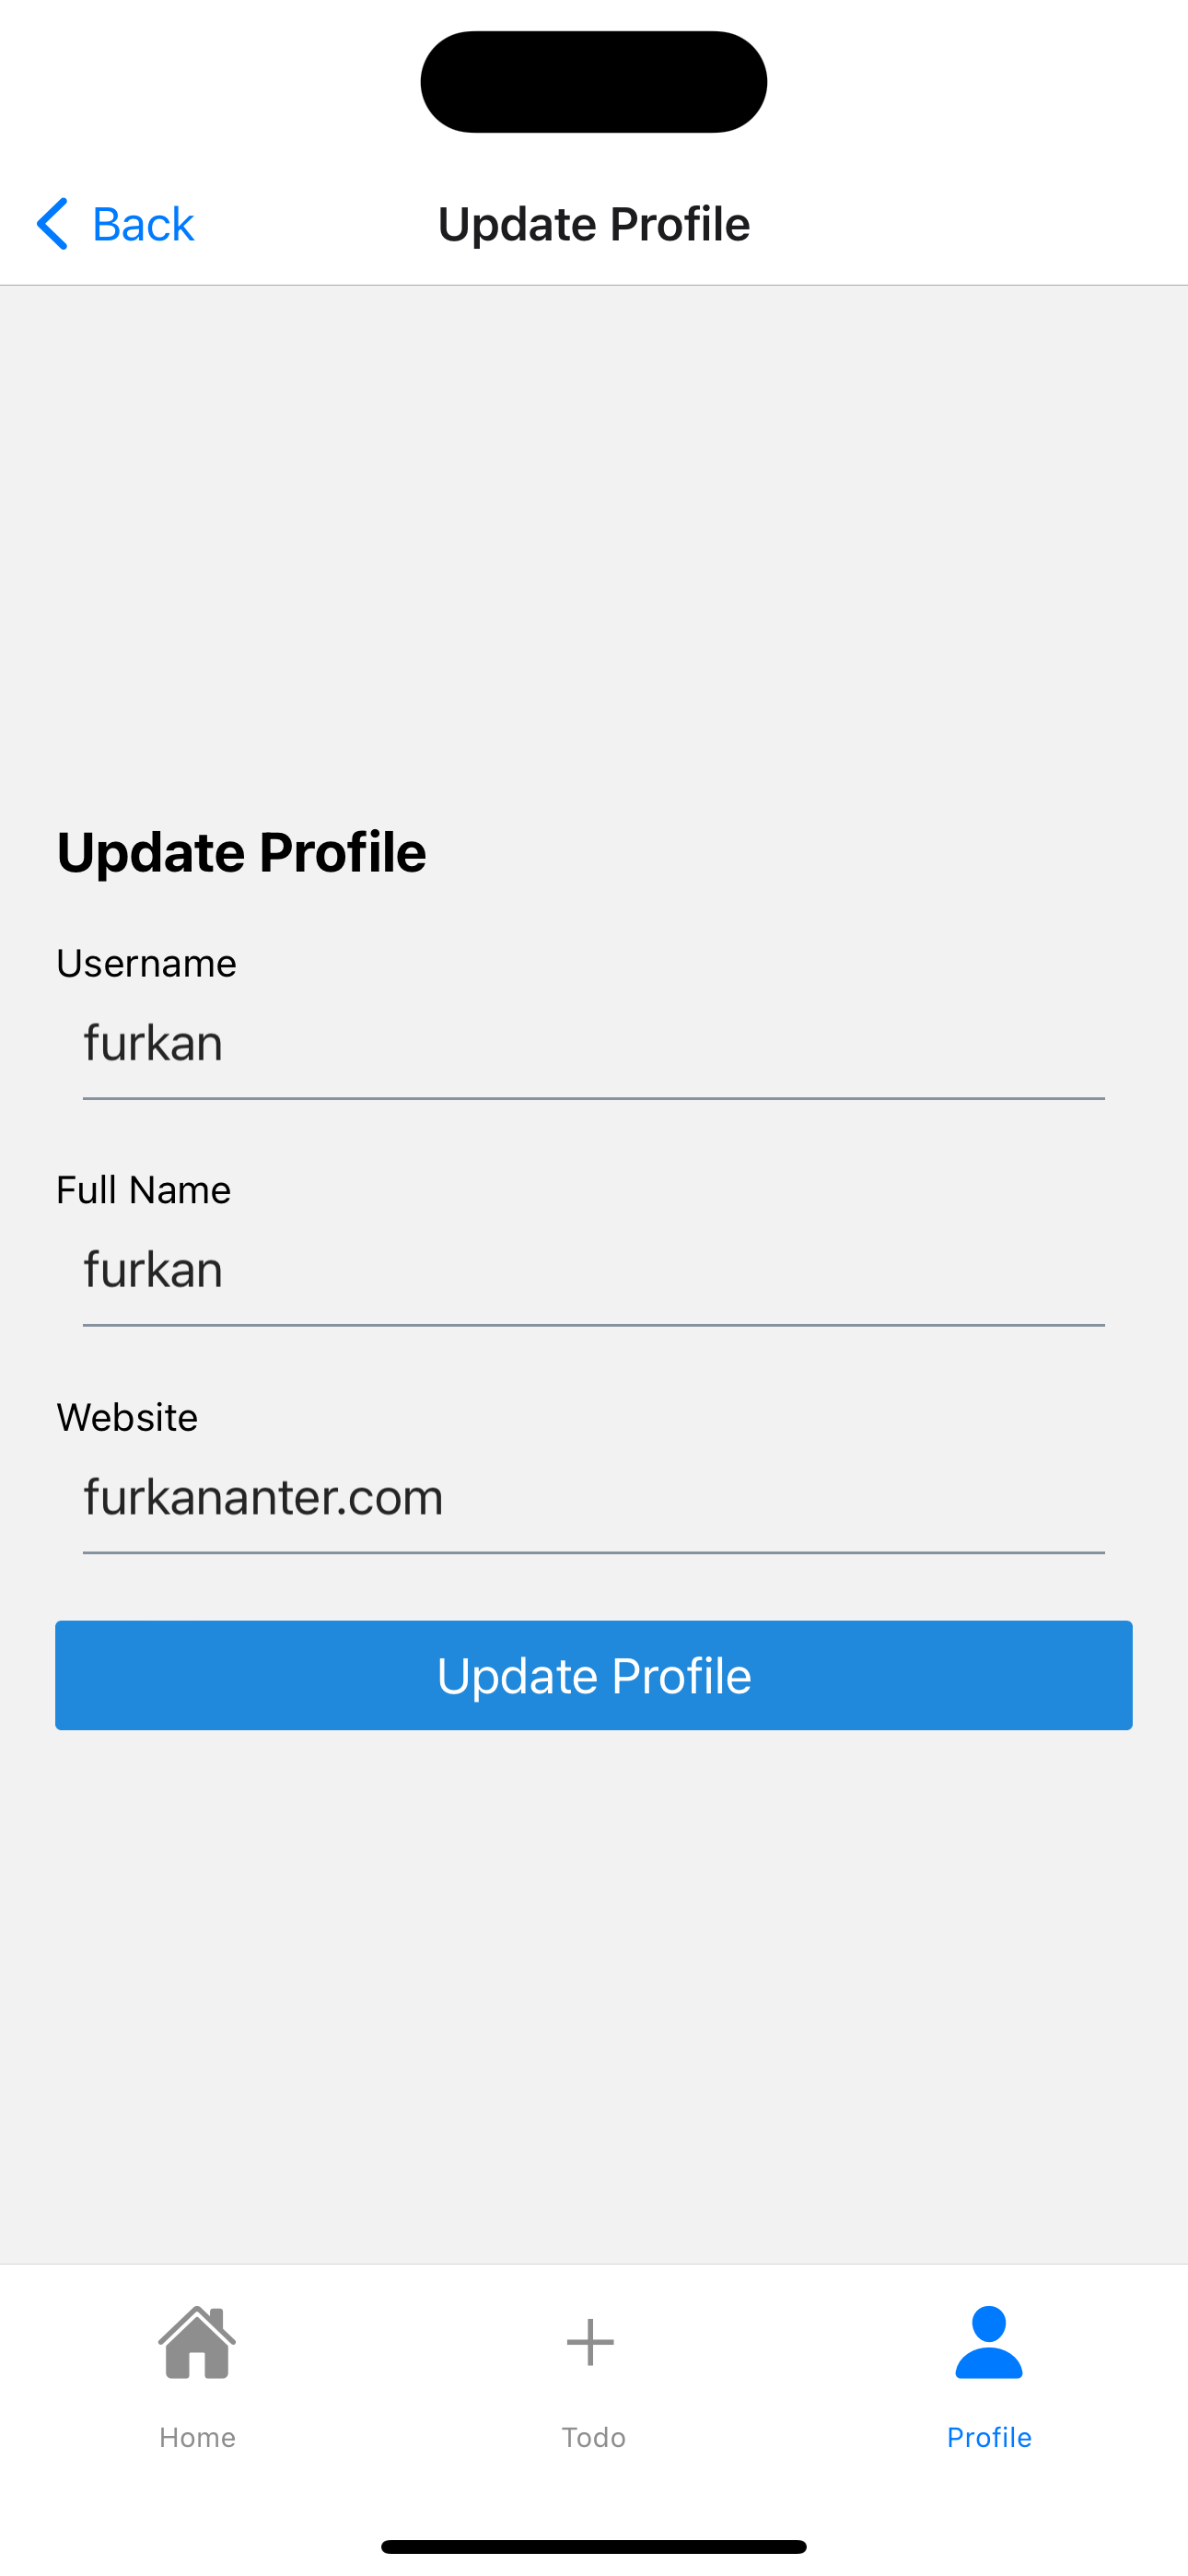 Back
Update Profile
Update Profile
Username
furkan
Full Name
furkan
Website
furkananter.com
Update Profile
Home
Todo
Profile